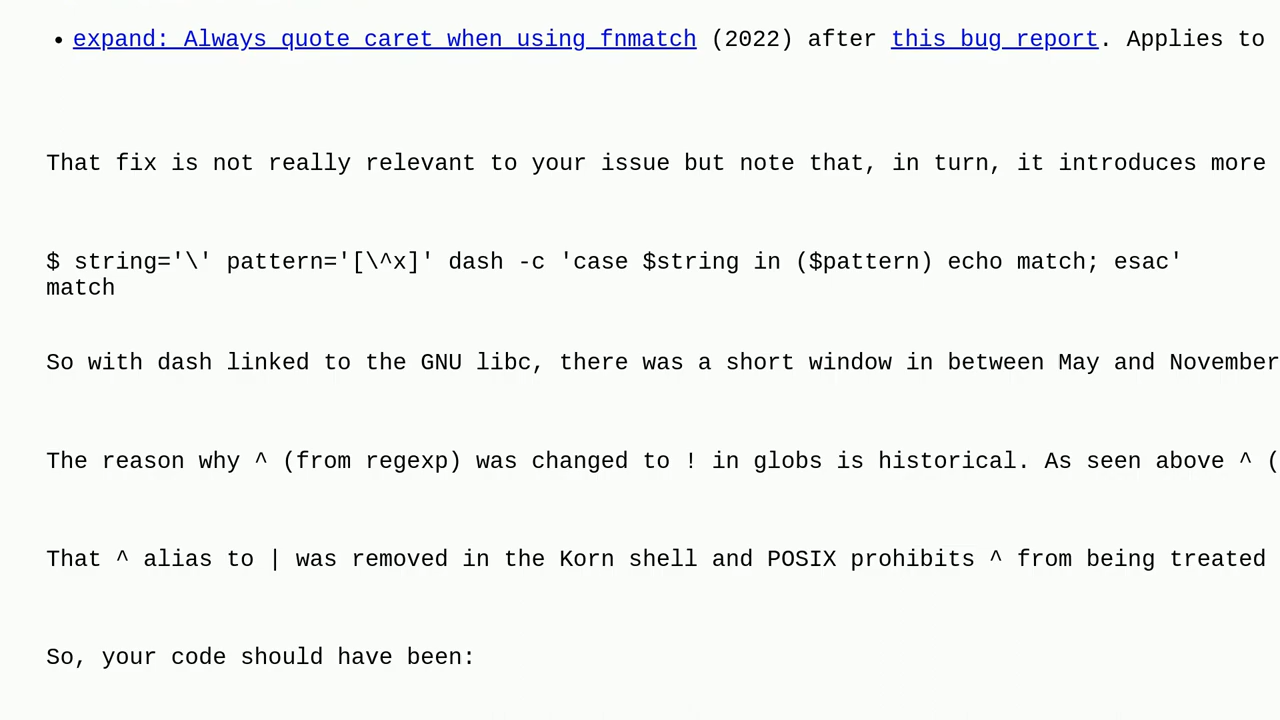 • expand: Always quote caret when using fnmatch (2022) after this bug report. Applies to
That fix is not really relevant to your issue but note that, in turn, it introduces more
$ string='\' pattern='[\^x]' dash -c 'case $string in ($pattern) echo match; esac'
match
So with dash linked to the GNU libc, there was a short window in between May and November
The reason why ^ (from regexp) was changed to ! in globs is historical. As seen above ^ (
That ^ alias to | was removed in the Korn shell and POSIX prohibits ^ from being treated
So, your code should have been: